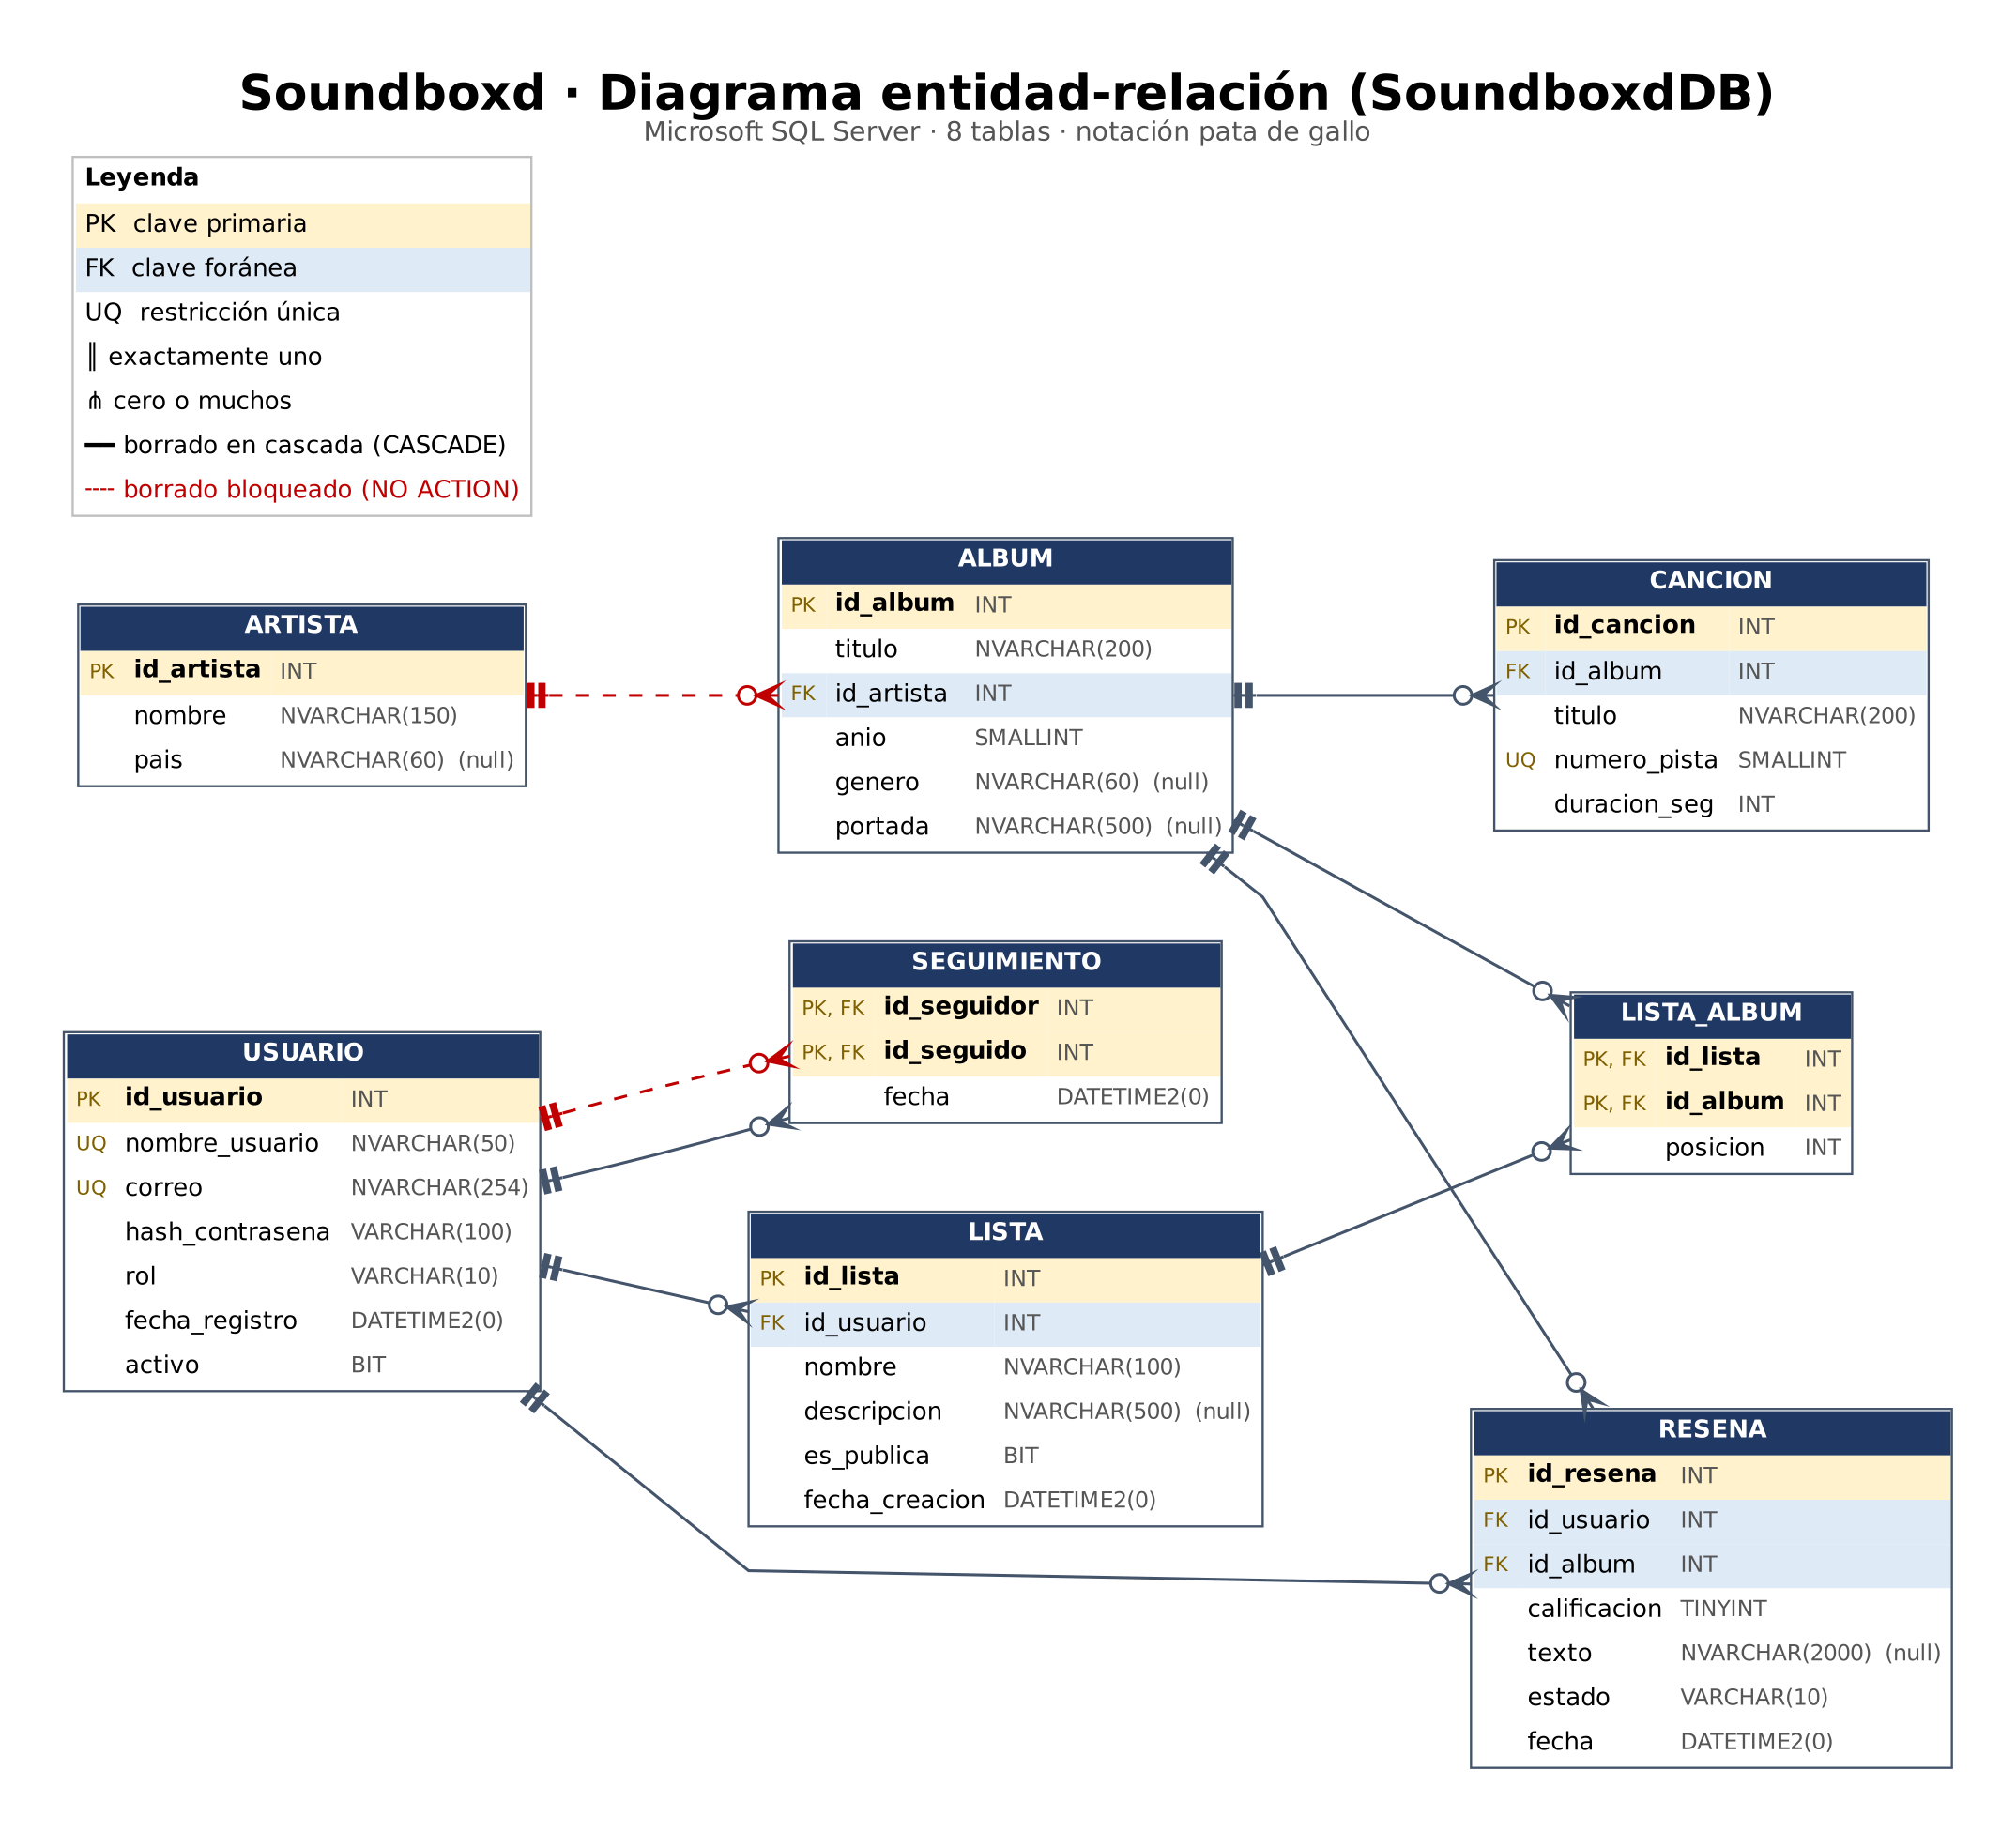 Soundboxd · Diagrama entidad-relación (SoundboxdDB)
Microsoft SQL Server · 8 tablas · notación pata de gallo
Leyenda
PK clave primaria
FK clave foránea
UQ restricción única
║ exactamente uno
⋔ cero o muchos
━━ borrado en cascada (CASCADE)
---- borrado bloqueado (NO ACTION)
ARTISTA
PK id_artista INT
nombre NVARCHAR(150)
pais NVARCHAR(60) (null)
ALBUM
PK id_album INT
titulo NVARCHAR(200)
FK id_artista INT
anio SMALLINT
genero NVARCHAR(60) (null)
portada NVARCHAR(500) (null)
CANCION
PK id_cancion INT
FK id_album INT
titulo NVARCHAR(200)
UQ numero_pista SMALLINT
duracion_seg INT
USUARIO
PK id_usuario INT
UQ nombre_usuario NVARCHAR(50)
UQ correo NVARCHAR(254)
hash_contrasena VARCHAR(100)
rol VARCHAR(10)
fecha_registro DATETIME2(0)
activo BIT
SEGUIMIENTO
PK, FK id_seguidor INT
PK, FK id_seguido INT
fecha DATETIME2(0)
LISTA
PK id_lista INT
FK id_usuario INT
nombre NVARCHAR(100)
descripcion NVARCHAR(500) (null)
es_publica BIT
fecha_creacion DATETIME2(0)
LISTA_ALBUM
PK, FK id_lista INT
PK, FK id_album INT
posicion INT
RESENA
PK id_resena INT
FK id_usuario INT
FK id_album INT
calificacion TINYINT
texto NVARCHAR(2000) (null)
estado VARCHAR(10)
fecha DATETIME2(0)